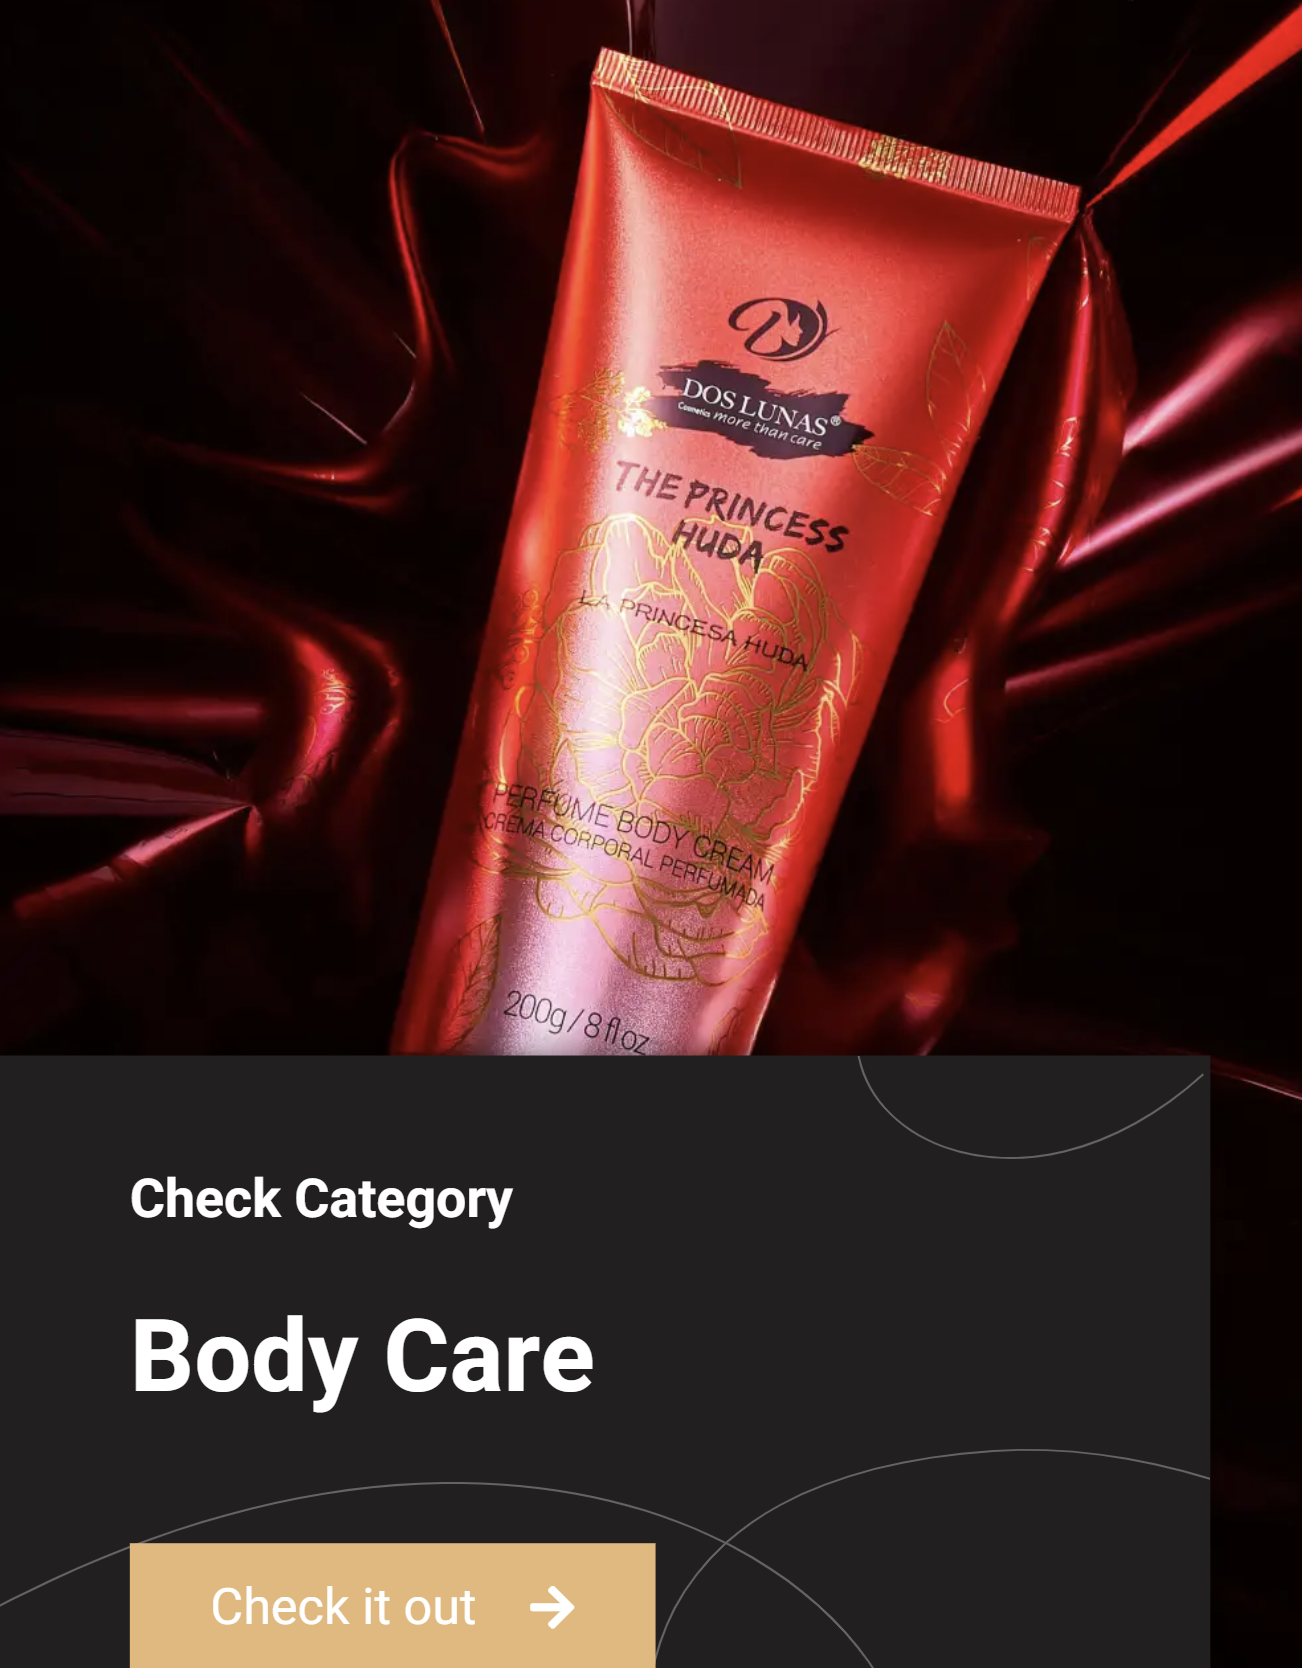 DOS LUNAS®
Cosmetics more than care
THE PRINCESS
HUDA
LA PRINCESA HUDA
PERFUME BODY CREAM
CREMA CORPORAL PERFUMADA
200g/8 fl oz
Check Category
Body Care
Check it out